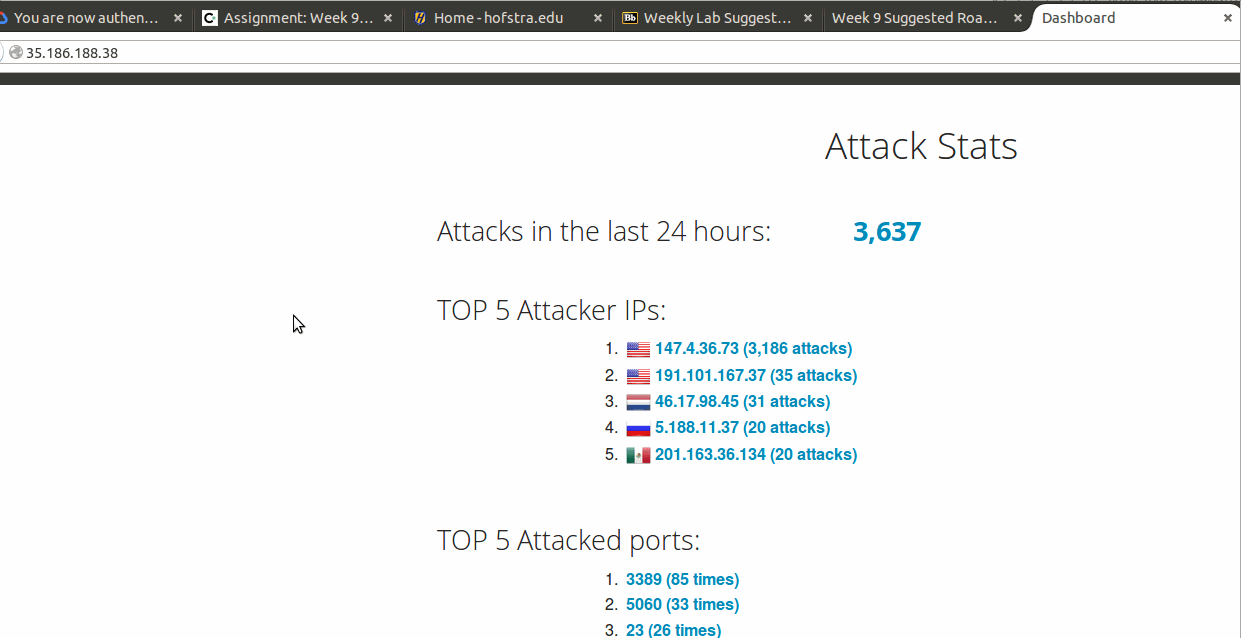 You are now authen... Assignment: Week 9... Home - hofstra.edu Bb Weekly Lab Suggest... Week 9 Suggested Roa... Dashboard
35.186.188.38
Attack Stats
Attacks in the last 24 hours: 3,637
TOP 5 Attacker IPs:
1. 147.4.36.73 (3,186 attacks)
2. 191.101.167.37 (35 attacks)
3. 46.17.98.45 (31 attacks)
4. 5.188.11.37 (20 attacks)
5. 201.163.36.134 (20 attacks)
TOP 5 Attacked ports:
1. 3389 (85 times)
2. 5060 (33 times)
3. 23 (26 times)